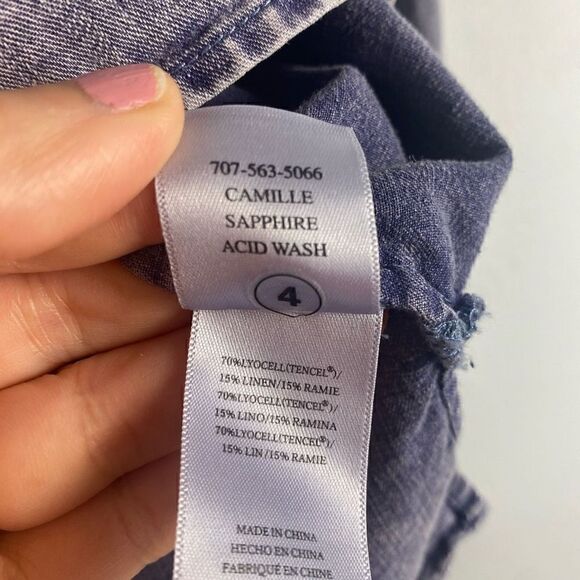 707-563-5066
CAMILLE
SAPPHIRE
ACID WASH
4
70%LYOCELL(TENCEL®)/
15% LINEN/15% RAMIE
70%LYOCELL(TENCEL®)/
15% LINO/15% RAMINA
70%LYOCELL(TENCEL®)/
15% LIN /15% RAMIE
MADE IN CHINA
HECHO EN CHINA
FABRIQUÉ EN CHINE